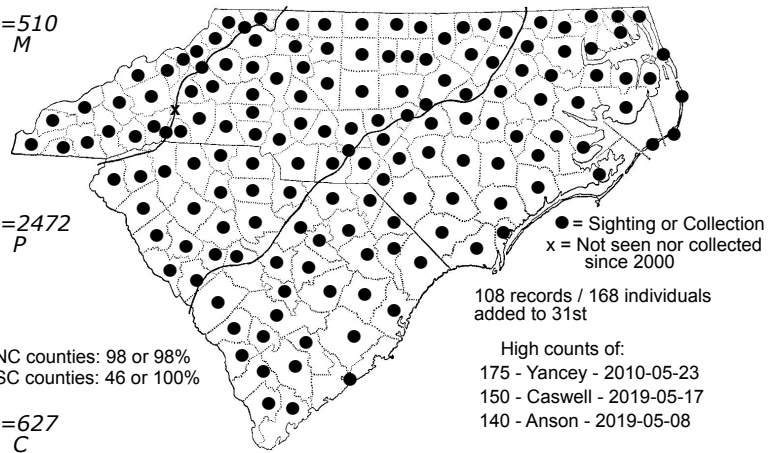 =510
M
=2472
P
● = Sighting or Collection
x = Not seen nor collected
since 2000
108 records / 168 individuals
added to 31st
NC counties: 98 or 98%
SC counties: 46 or 100%
High counts of:
175 - Yancey - 2010-05-23
150 - Caswell - 2019-05-17
140 - Anson - 2019-05-08
=627
C